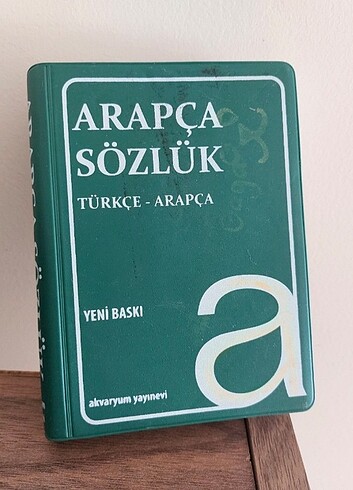 ARAPÇA
SÖZLÜK
TÜRKÇE - ARAPÇA
YENİ BASKI
a
akvaryum yayınevi